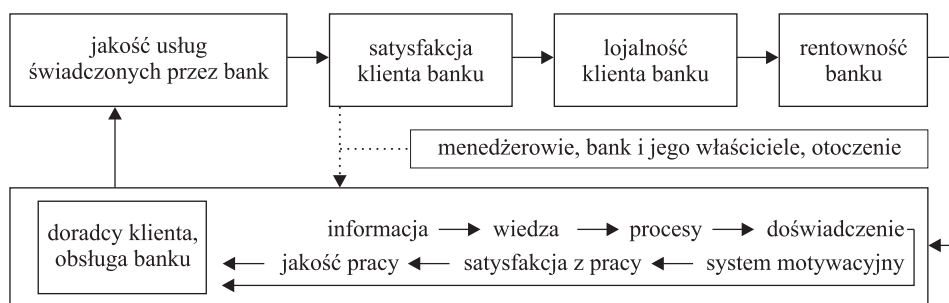 jakość usług
świadczonych przez bank
satysfakcja
klienta banku
lojalność
klienta banku
rentowność
banku
menedżerowie, bank i jego właściciele, otoczenie
doradcy klienta,
obsługa banku
informacja wiedza procesy doświadczenie
jakość pracy satysfakcja z pracy system motywacyjny